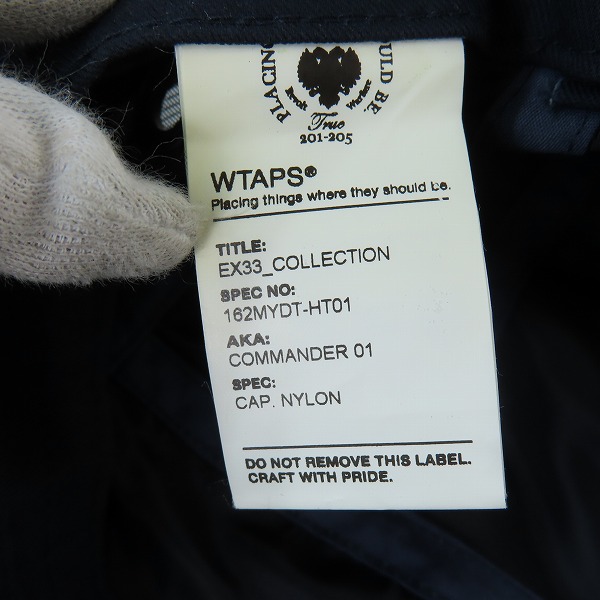 PLACING
ULD BE.
True
201-205
WTAPS®
Placing things where they should be.
TITLE:
EX33_COLLECTION
SPEC NO:
162MYDT-HT01
AKA:
COMMANDER 01
SPEC:
CAP. NYLON
DO NOT REMOVE THIS LABEL.
CRAFT WITH PRIDE.